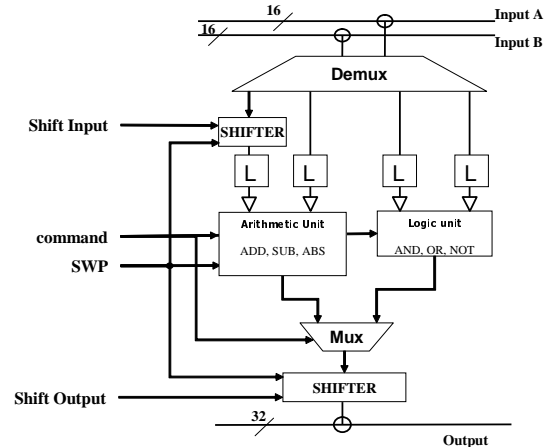 16
Input A
16
Input B
Demux
Shift Input
SHIFTER
L
L
L
L
Arithmetic Unit
Logic unit
command
ADD, SUB, ABS
AND, OR, NOT
SWP
Mux
SHIFTER
Shift Output
32
Output